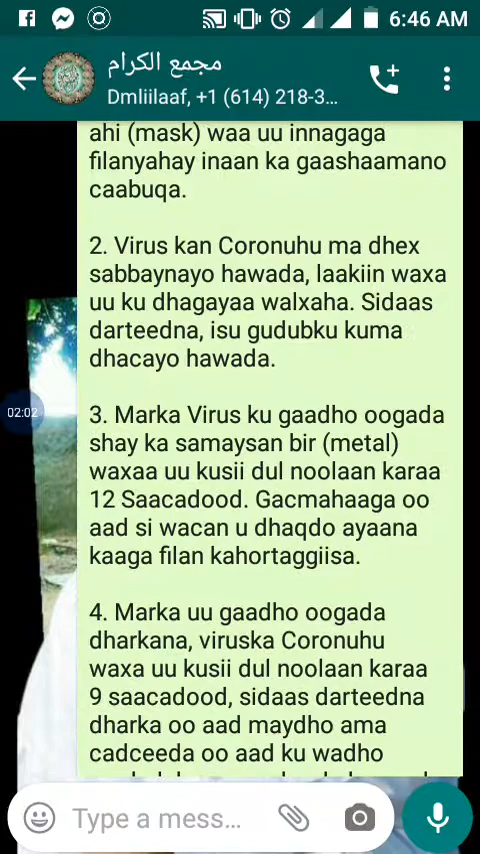 6:46 AM
مجمع الكرام
Dmliilaaf, +1 (614) 218-3...
ahi (mask) waa uu innagaga
filanyahay inaan ka gaashaamano
caabuqa.
2. Virus kan Coronuhu ma dhex
sabbaynayo hawada, laakiin waxa
uu ku dhagayaa walxaha. Sidaas
darteedna, isu gudubku kuma
dhacayo hawada.
3. Marka Virus ku gaadho oogada
shay ka samaysan bir (metal)
waxaa uu kusii dul noolaan karaa
12 Saacadood. Gacmahaaga oo
aad si wacan u dhaqdo ayaana
kaaga filan kahortaggiisa.
4. Marka uu gaadho oogada
dharkana, viruska Coronuhu
waxa uu kusii dul noolaan karaa
9 saacadood, sidaas darteedna
dharka oo aad maydho ama
cadceeda oo aad ku wadho
02:02
Type a mess...